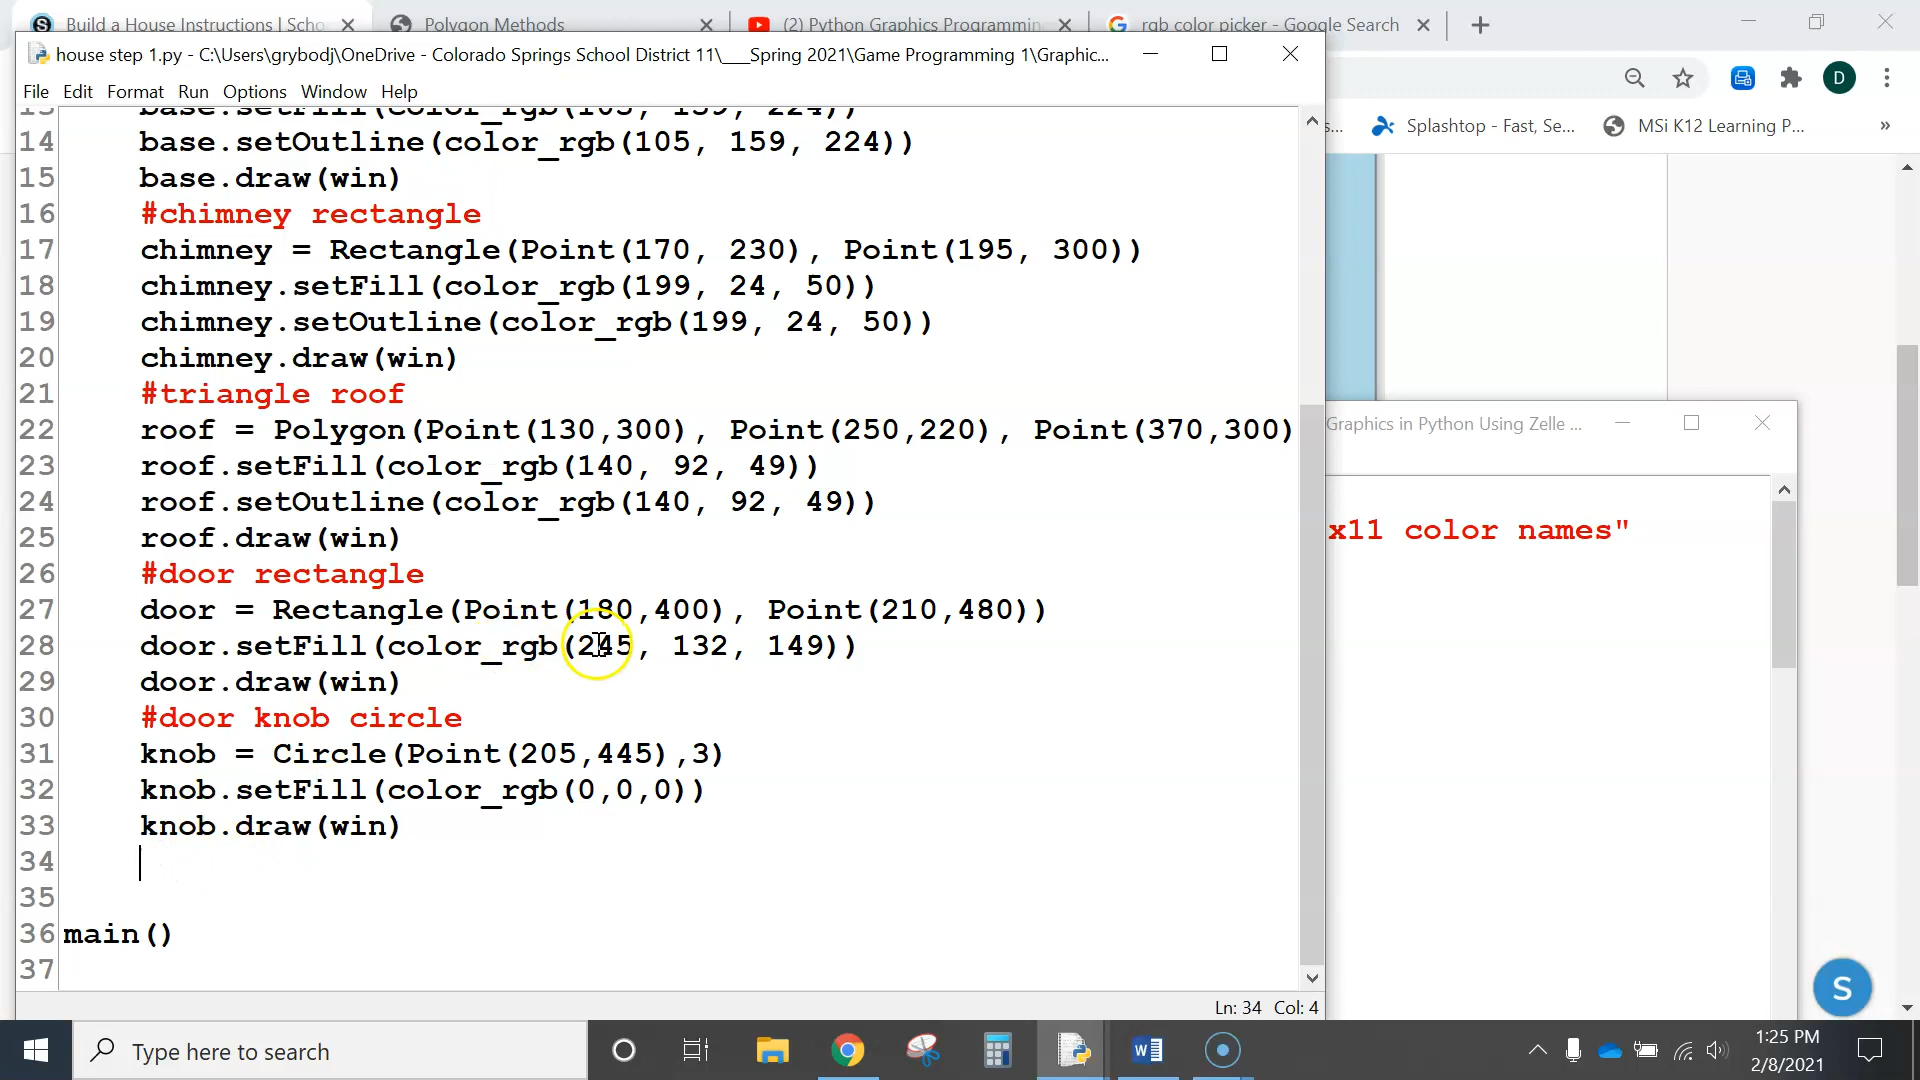 Build a House Instructions | Scho
Polygon Methods
(2) Python Graphics Programmin
rgb color picker - Google Search
house step 1.py - C:\Users\grybodj\OneDrive - Colorado Springs School District 11\___Spring 2021\Game Programming 1\Graphic...
File Edit Format Run Options Window Help
D
s...
Splashtop - Fast, Se...
MSi K12 Learning P...
»
13 base.setFill(color_rgb(105, 159, 224))
14 base.setOutline(color_rgb(105, 159, 224))
15 base.draw(win)
16 #chimney rectangle
17 chimney = Rectangle(Point(170, 230), Point(195, 300))
18 chimney.setFill(color_rgb(199, 24, 50))
19 chimney.setOutline(color_rgb(199, 24, 50))
20 chimney.draw(win)
21 #triangle roof
22 roof = Polygon(Point(130,300), Point(250,220), Point(370,300)
23 roof.setFill(color_rgb(140, 92, 49))
24 roof.setOutline(color_rgb(140, 92, 49))
25 roof.draw(win)
26 #door rectangle
27 door = Rectangle(Point(180,400), Point(210,480))
28 door.setFill(color_rgb(245, 132, 149))
29 door.draw(win)
30 #door knob circle
31 knob = Circle(Point(205,445),3)
32 knob.setFill(color_rgb(0,0,0))
33 knob.draw(win)
34
35
36 main()
37
Graphics in Python Using Zelle ...
x11 color names"
S
Ln: 34 Col: 4
Type here to search
1:25 PM
2/8/2021